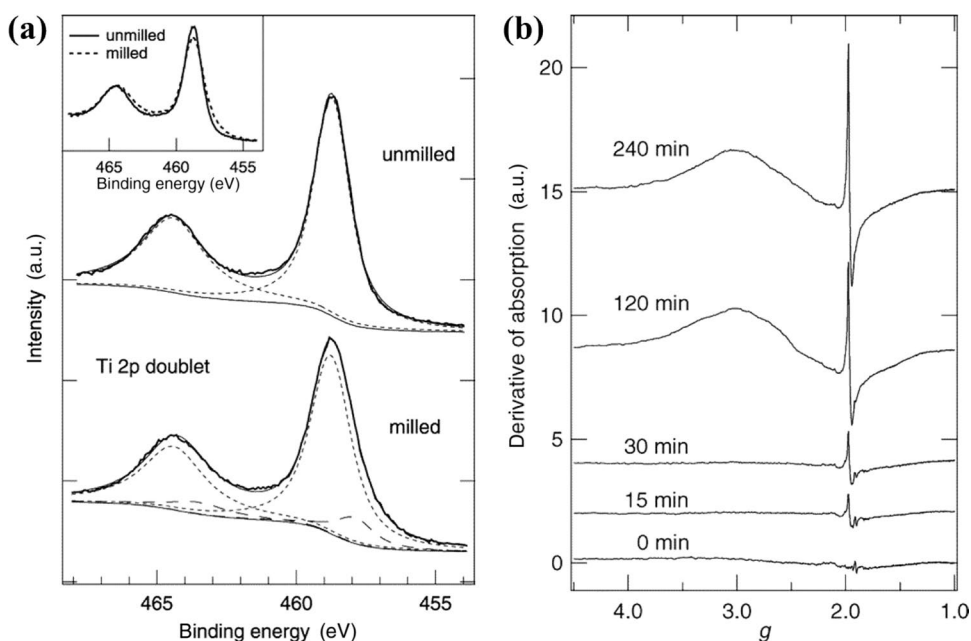 (a)
unmilled
milled
465 460 455
Binding energy (eV)
unmilled
Intensity (a.u.)
Ti 2p doublet
milled
465 460 455
Binding energy (eV)
(b)
20
15
10
5
0
Derivative of absorption (a.u.)
240 min
120 min
30 min
15 min
0 min
4.0 3.0 2.0 1.0
g